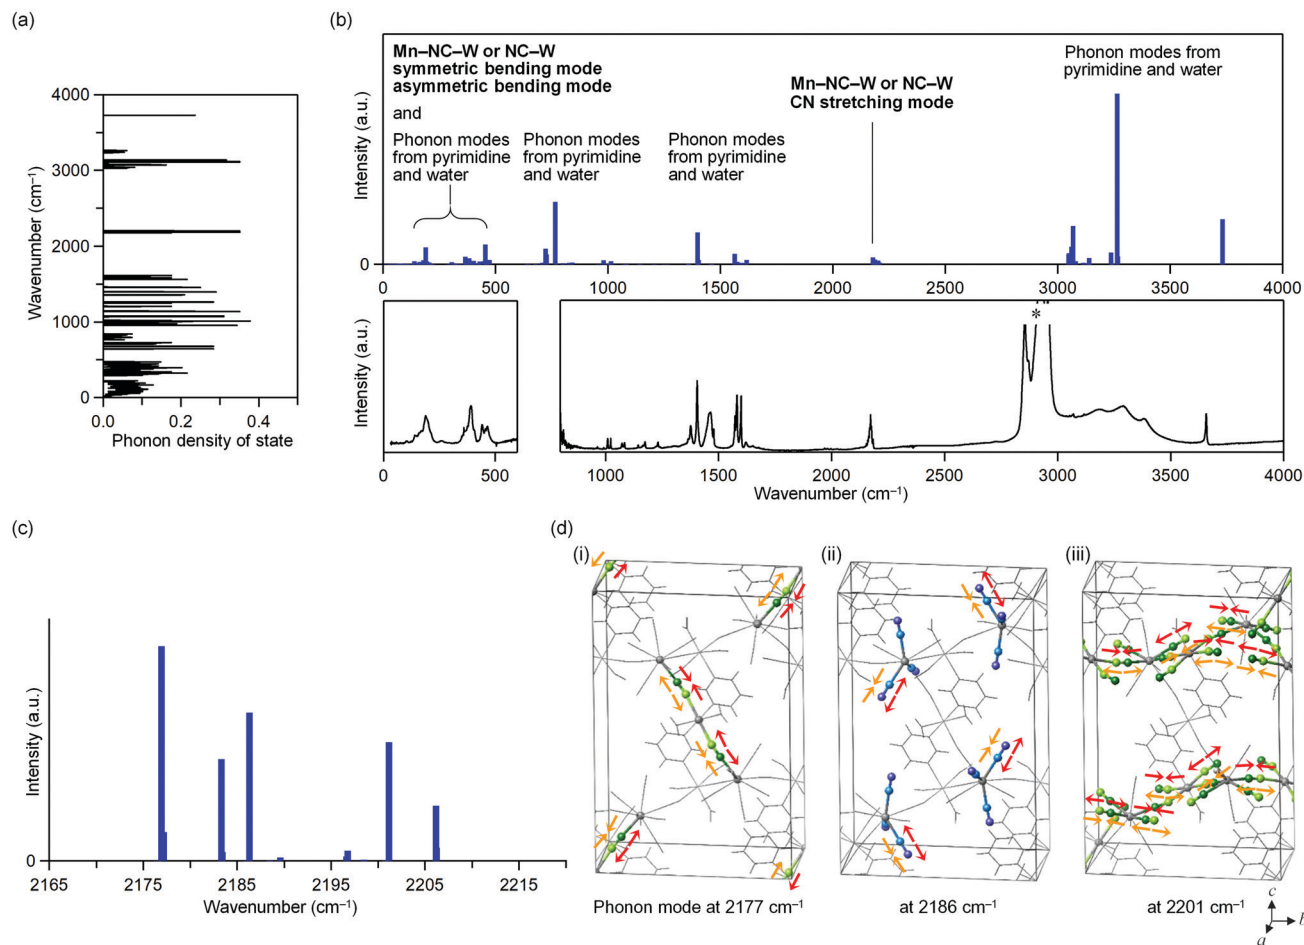 (a)
4000
3000
2000
1000
0
Wavenumber (cm⁻¹)
0.0
0.2
0.4
Phonon density of state
(b)
Intensity (a.u.)
0
Mn–NC–W or NC–W
symmetric bending mode
asymmetric bending mode
and
Phonon modes
from pyrimidine
and water
Phonon modes
from pyrimidine
and water
Phonon modes
from pyrimidine
and water
Mn–NC–W or NC–W
CN stretching mode
Phonon modes from
pyrimidine and water
0
500
1000
1500
2000
2500
3000
3500
4000
Intensity (a.u.)
*
0
500
1000
1500
2000
2500
3000
3500
4000
Wavenumber (cm⁻¹)
(c)
Intensity (a.u.)
0
2165
2175
2185
2195
2205
2215
Wavenumber (cm⁻¹)
(d)
(i)
(ii)
(iii)
Phonon mode at 2177 cm⁻¹
at 2186 cm⁻¹
at 2201 cm⁻¹
c
b
a